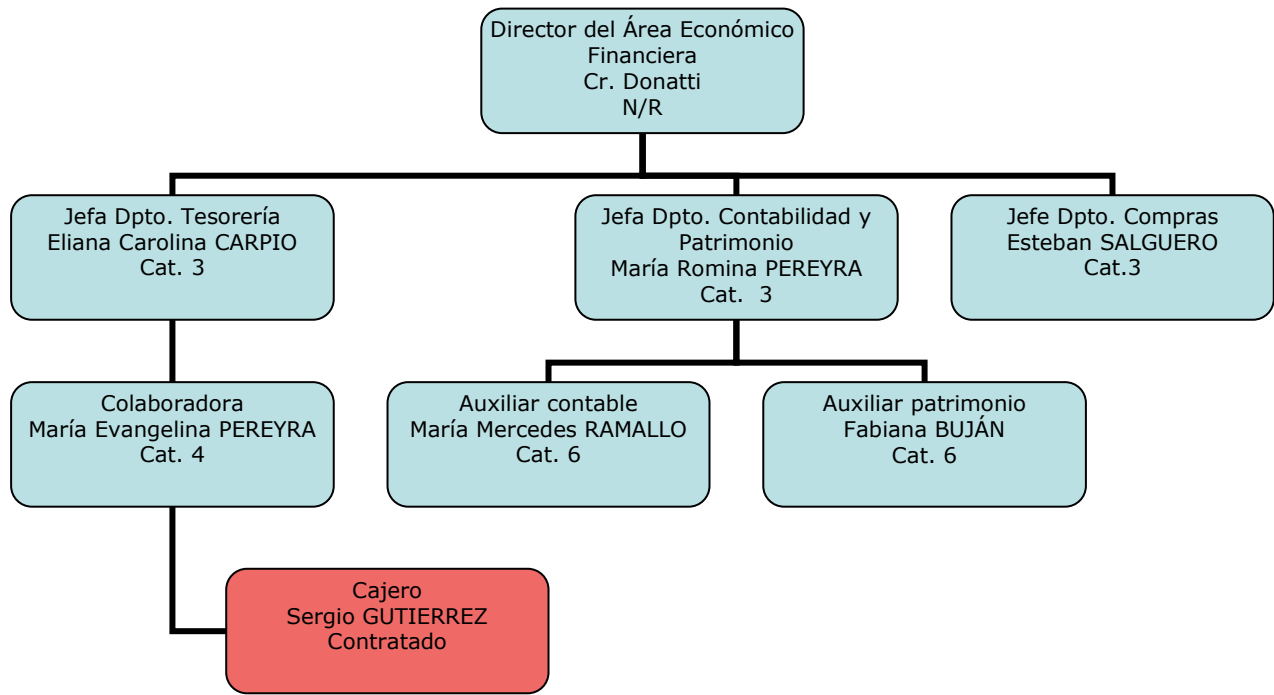 Director del Área Económico
Financiera
Cr. Donatti
N/R
Jefa Dpto. Tesorería
Eliana Carolina CARPIO
Cat. 3
Jefa Dpto. Contabilidad y
Patrimonio
María Romina PEREYRA
Cat. 3
Jefe Dpto. Compras
Esteban SALGUERO
Cat.3
Colaboradora
María Evangelina PEREYRA
Cat. 4
Auxiliar contable
María Mercedes RAMALLO
Cat. 6
Auxiliar patrimonio
Fabiana BUJÁN
Cat. 6
Cajero
Sergio GUTIERREZ
Contratado